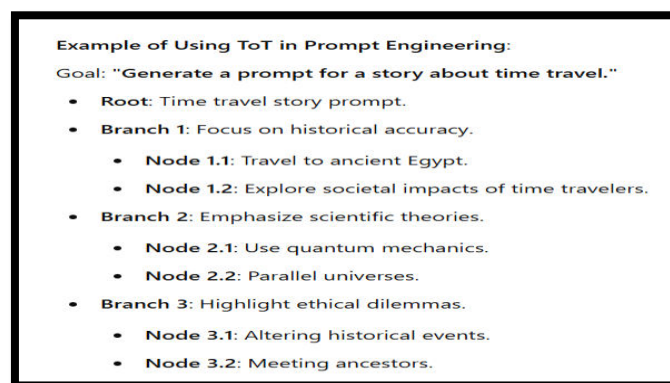 Example of Using ToT in Prompt Engineering:
Goal: "Generate a prompt for a story about time travel."
• Root: Time travel story prompt.
• Branch 1: Focus on historical accuracy.
• Node 1.1: Travel to ancient Egypt.
• Node 1.2: Explore societal impacts of time travelers.
• Branch 2: Emphasize scientific theories.
• Node 2.1: Use quantum mechanics.
• Node 2.2: Parallel universes.
• Branch 3: Highlight ethical dilemmas.
• Node 3.1: Altering historical events.
• Node 3.2: Meeting ancestors.